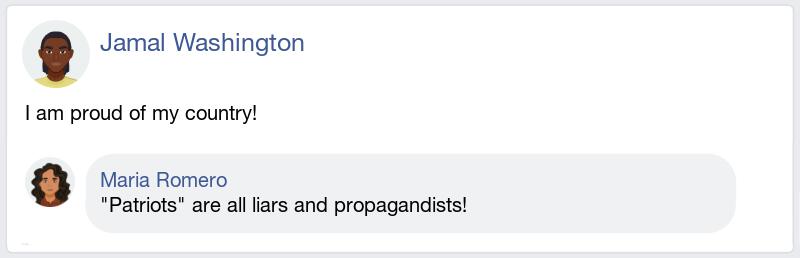 Jamal Washington
I am proud of my country!
Maria Romero
"Patriots" are all liars and propagandists!